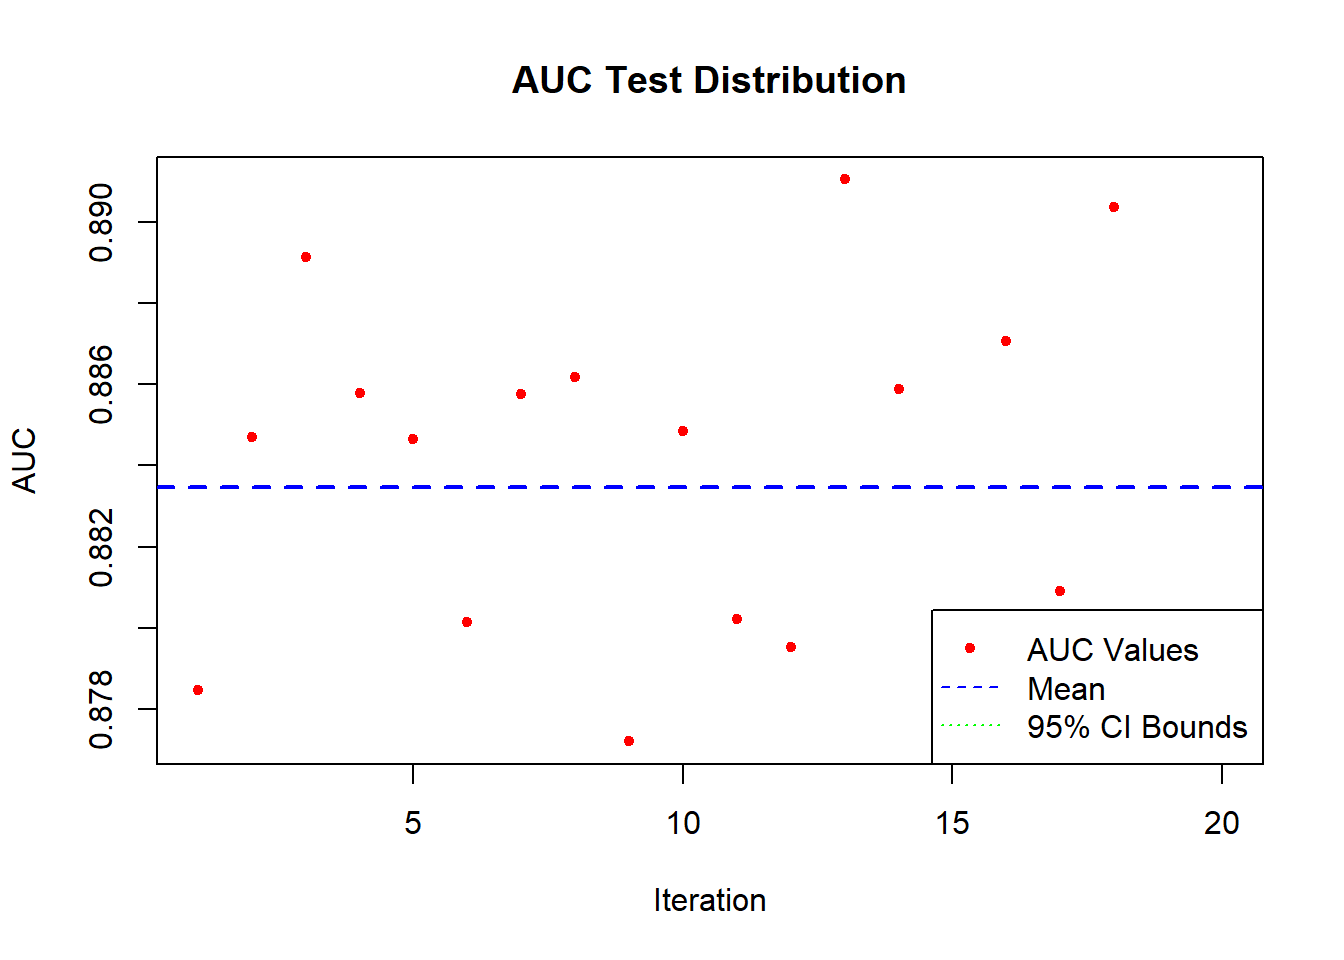 AUC Test Distribution
AUC
0.890
0.886
0.882
0.878
AUC Values
Mean
95% CI Bounds
5
10
15
20
Iteration